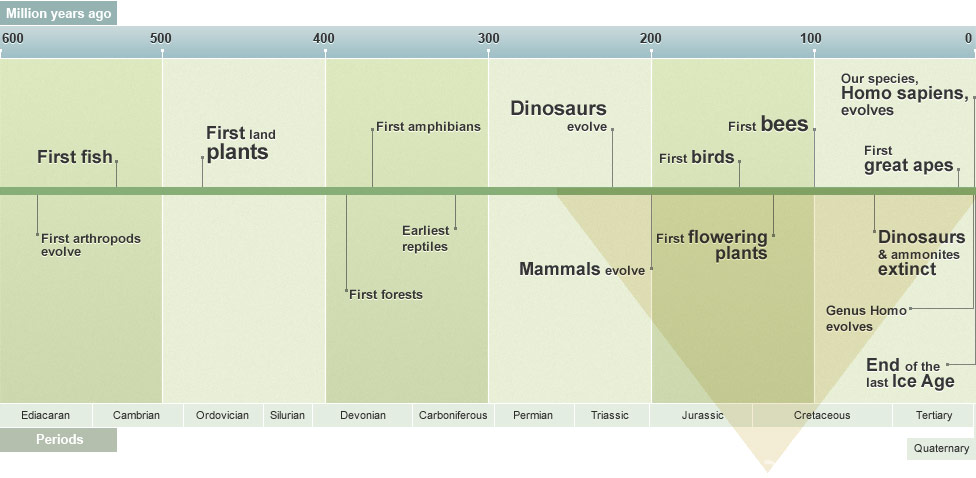 Million years ago
600 500 400 300 200 100 0
Our species,
Homo sapiens,
evolves
Dinosaurs
evolve
First bees
First land
plants
First amphibians
First fish
First birds
First
great apes
First arthropods
evolve
Earliest
reptiles
First flowering
plants
Dinosaurs
& ammonites
extinct
Mammals evolve
First forests
Genus Homo
evolves
End of the
last Ice Age
Ediacaran Cambrian Ordovician Silurian Devonian Carboniferous Permian Triassic Jurassic Cretaceous Tertiary
Periods
Quaternary